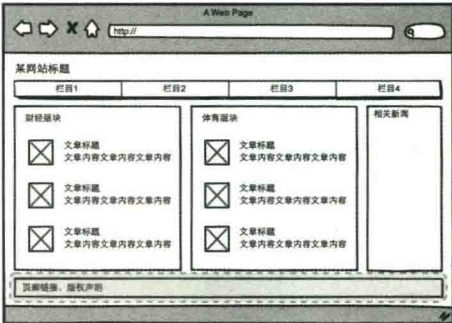 A Web Page
http://
某网站标题
栏目1 栏目2 栏目3 栏目4
财经版块
文章标题
文章内容文章内容文章内容
文章标题
文章内容文章内容文章内容
文章标题
文章内容文章内容文章内容
体育版块
文章标题
文章内容文章内容文章内容
文章标题
文章内容文章内容文章内容
文章标题
文章内容文章内容文章内容
相关新闻
页脚链接、版权声明